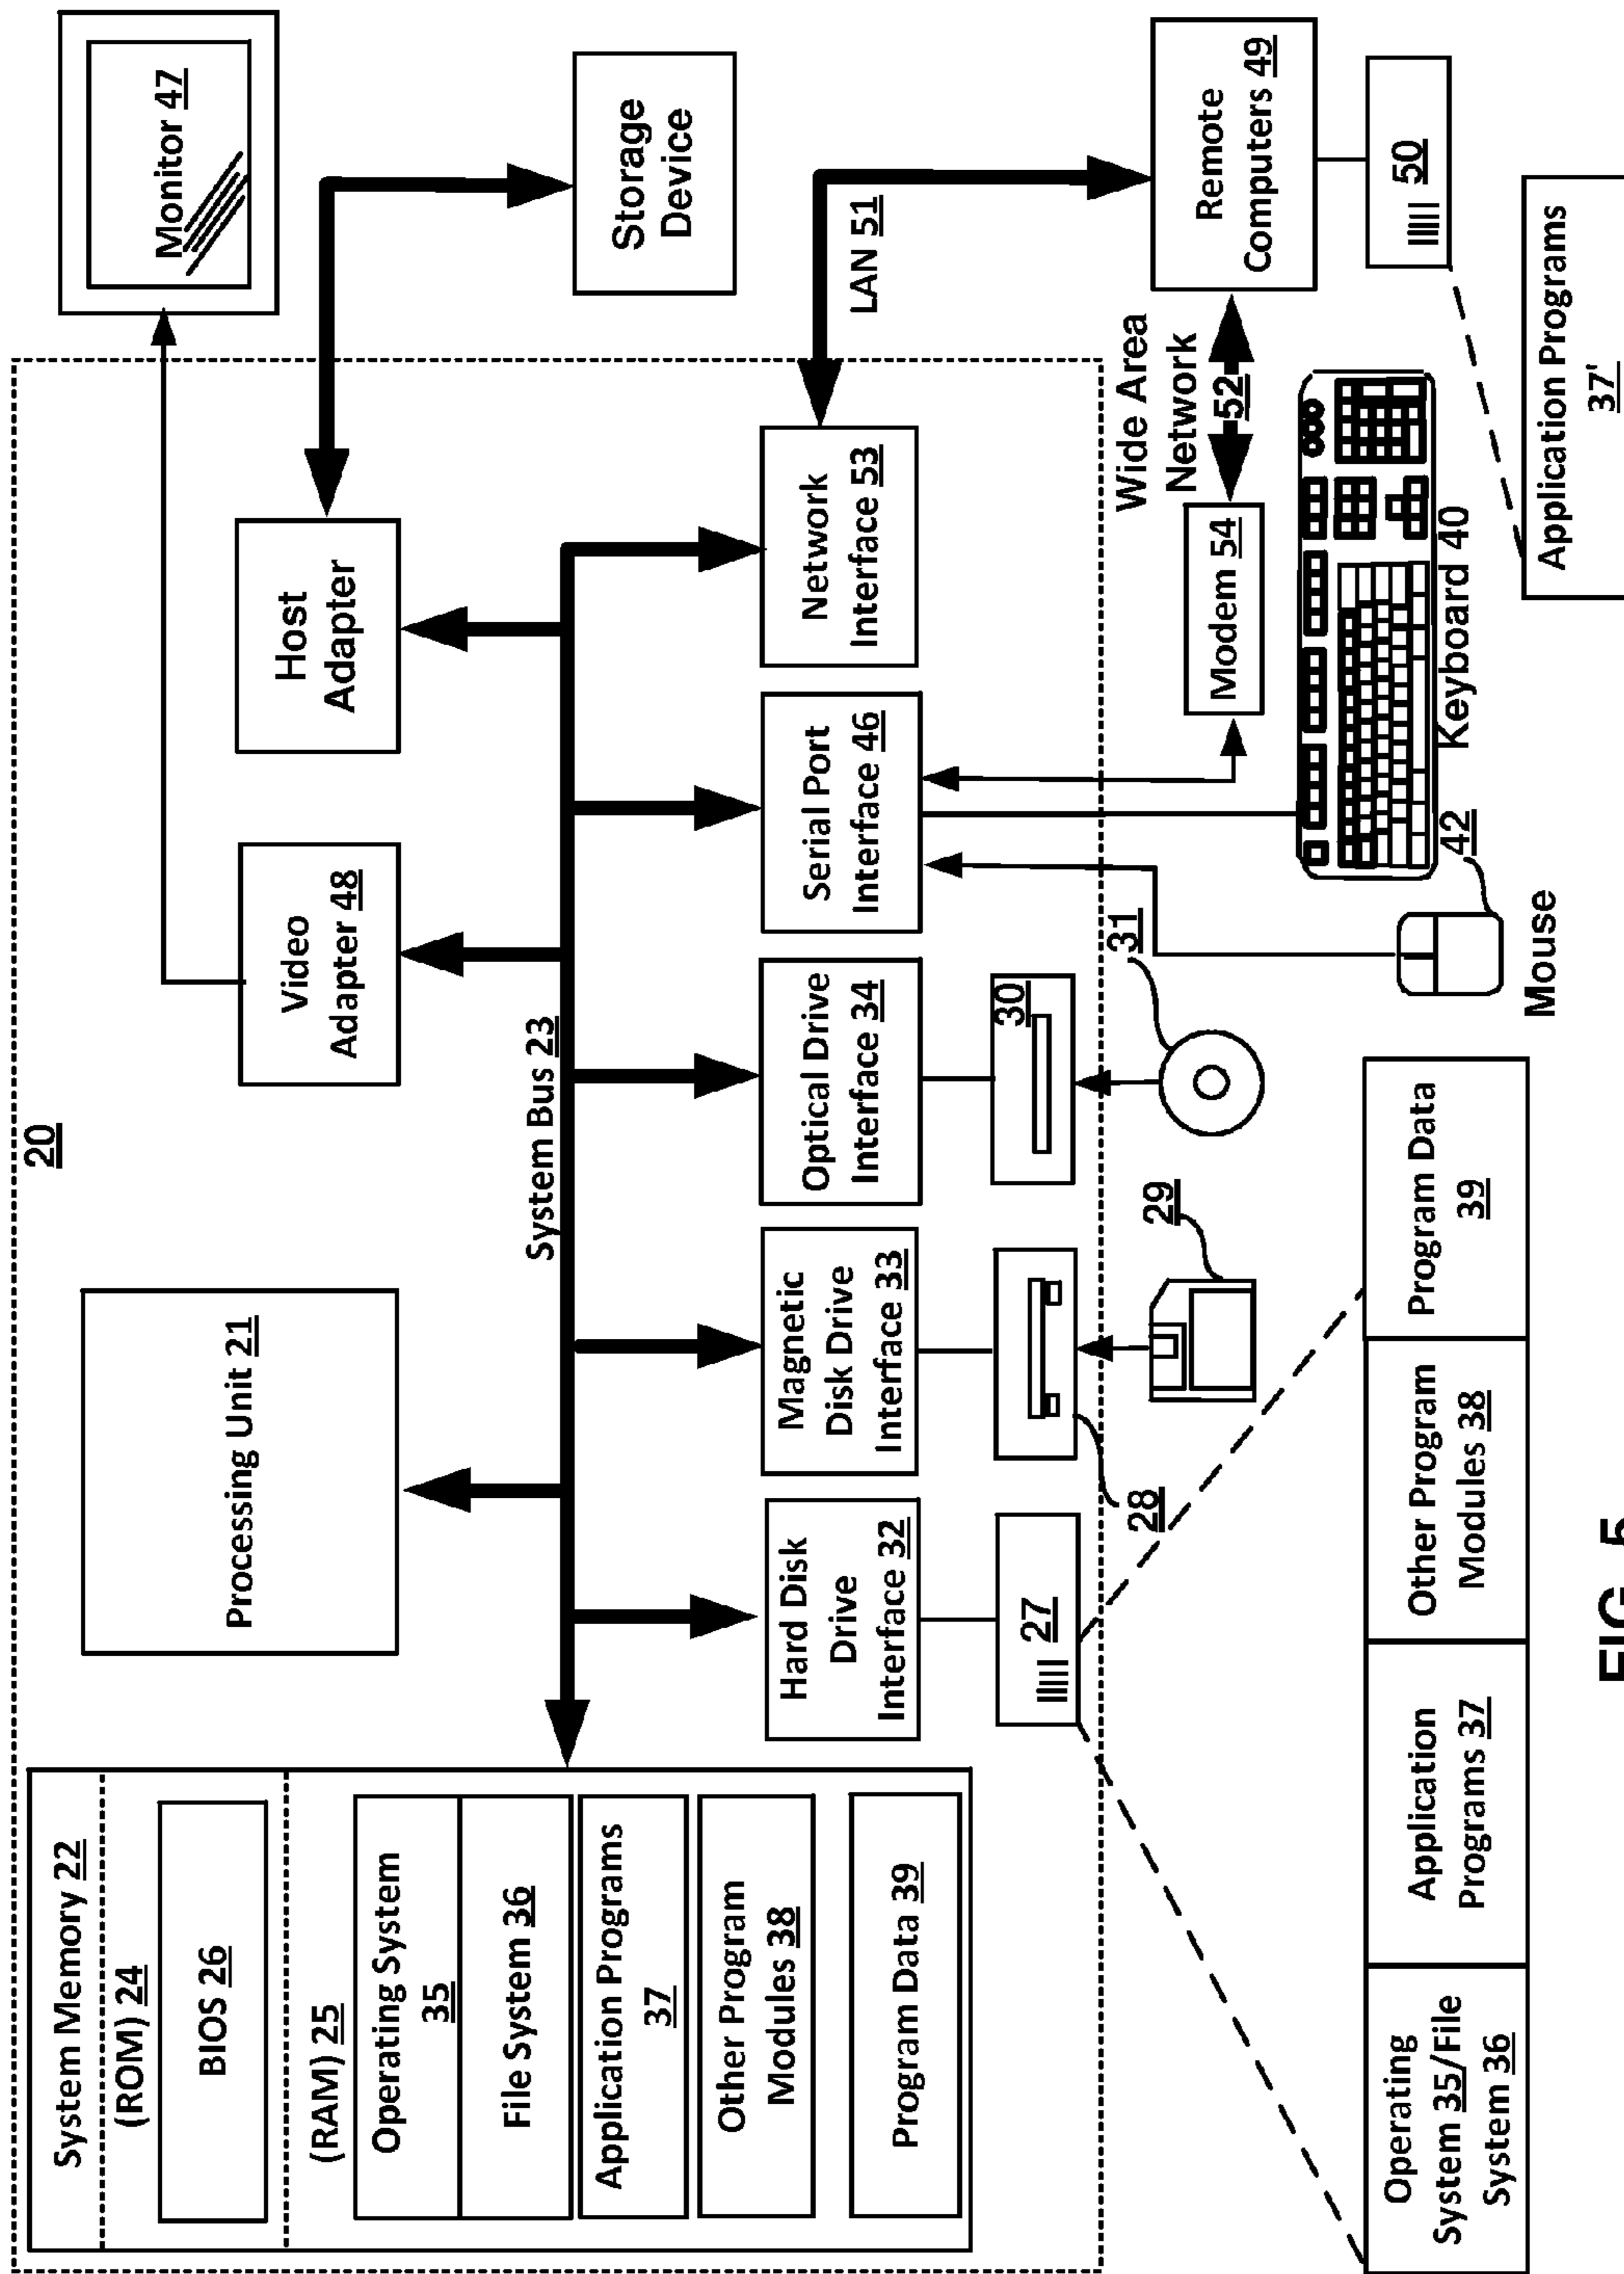 20
System Memory 22
(ROM) 24
BIOS 26
(RAM) 25
Operating System
35
File System 36
Application Programs
37
Other Program
Modules 38
Program Data 39
Processing Unit 21
Video
Adapter 48
Host
Adapter
Monitor 47
Storage
Device
System Bus 23
Hard Disk
Drive
Interface 32
Magnetic
Disk Drive
Interface 33
Optical Drive
Interface 34
Serial Port
Interface 46
Network
Interface 53
LAN 51
27
28
29
30
31
Wide Area
Network
52
Modem 54
Remote
Computers 49
50
Keyboard 40
42
Mouse
Operating
System 35/File
System 36
Application
Programs 37
Other Program
Modules 38
Program Data
39
Application Programs
37'
FIG. 5